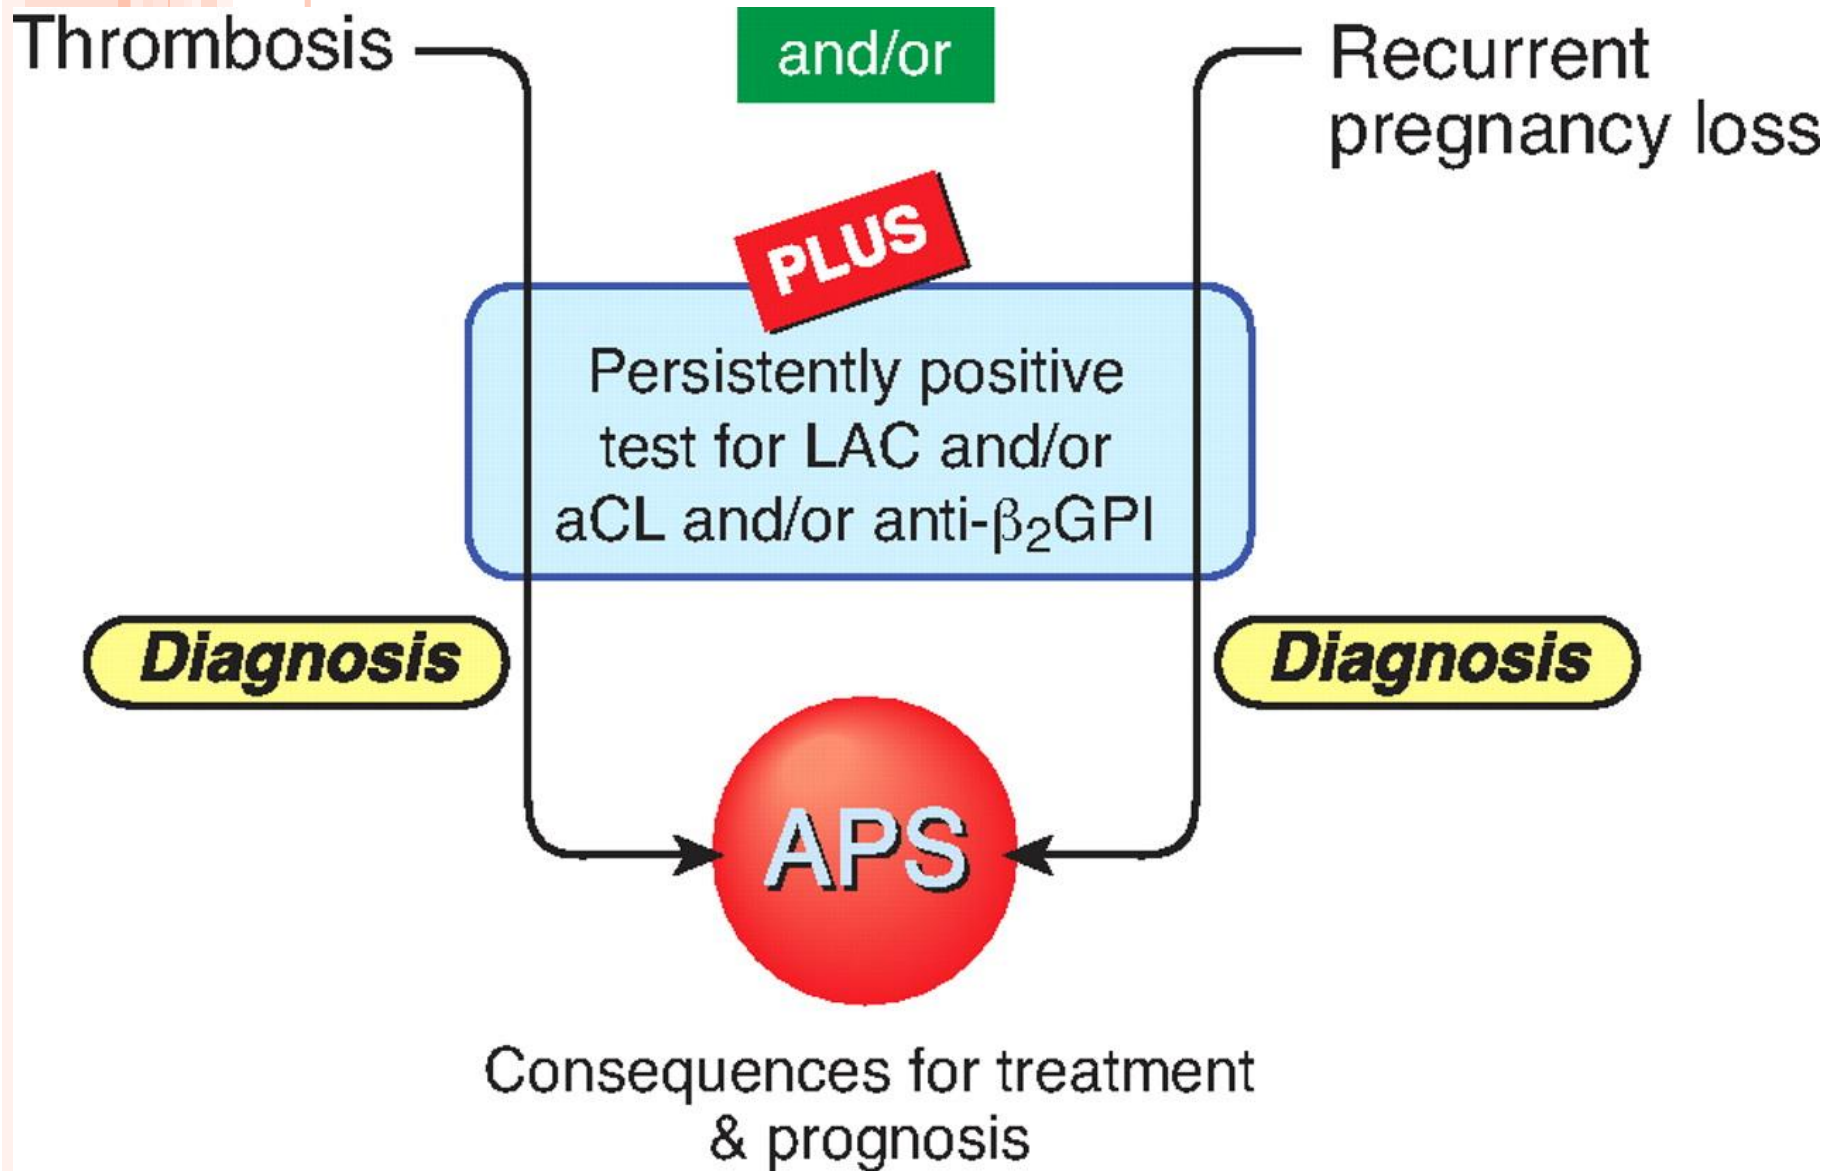 Thrombosis
and/or
Recurrent
pregnancy loss
PLUS
Persistently positive
test for LAC and/or
aCL and/or anti-β₂GPI
Diagnosis
Diagnosis
APS
Consequences for treatment
& prognosis